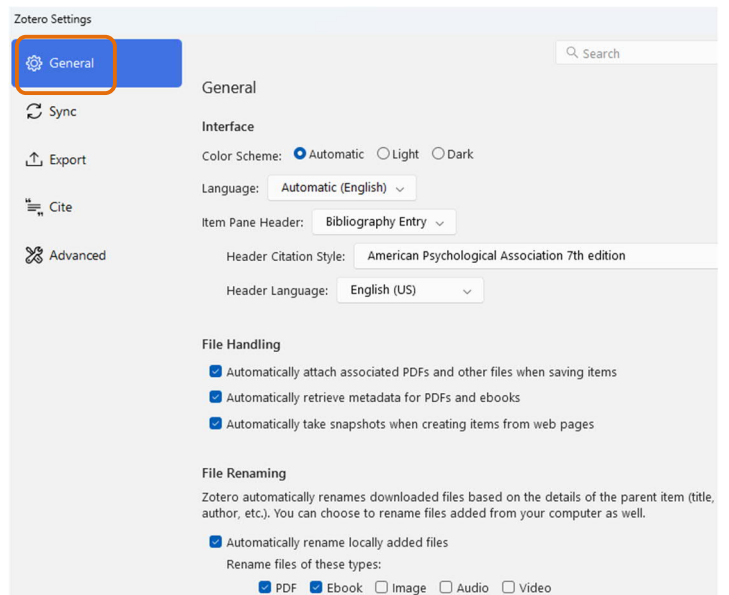 Zotero Settings
General
Sync
Export
Cite
Advanced
Search
General
Interface
Color Scheme: Automatic Light Dark
Language: Automatic (English)
Item Pane Header: Bibliography Entry
Header Citation Style: American Psychological Association 7th edition
Header Language: English (US)
File Handling
Automatically attach associated PDFs and other files when saving items
Automatically retrieve metadata for PDFs and ebooks
Automatically take snapshots when creating items from web pages
File Renaming
Zotero automatically renames downloaded files based on the details of the parent item (title,
author, etc.). You can choose to rename files added from your computer as well.
Automatically rename locally added files
Rename files of these types:
PDF Ebook Image Audio Video